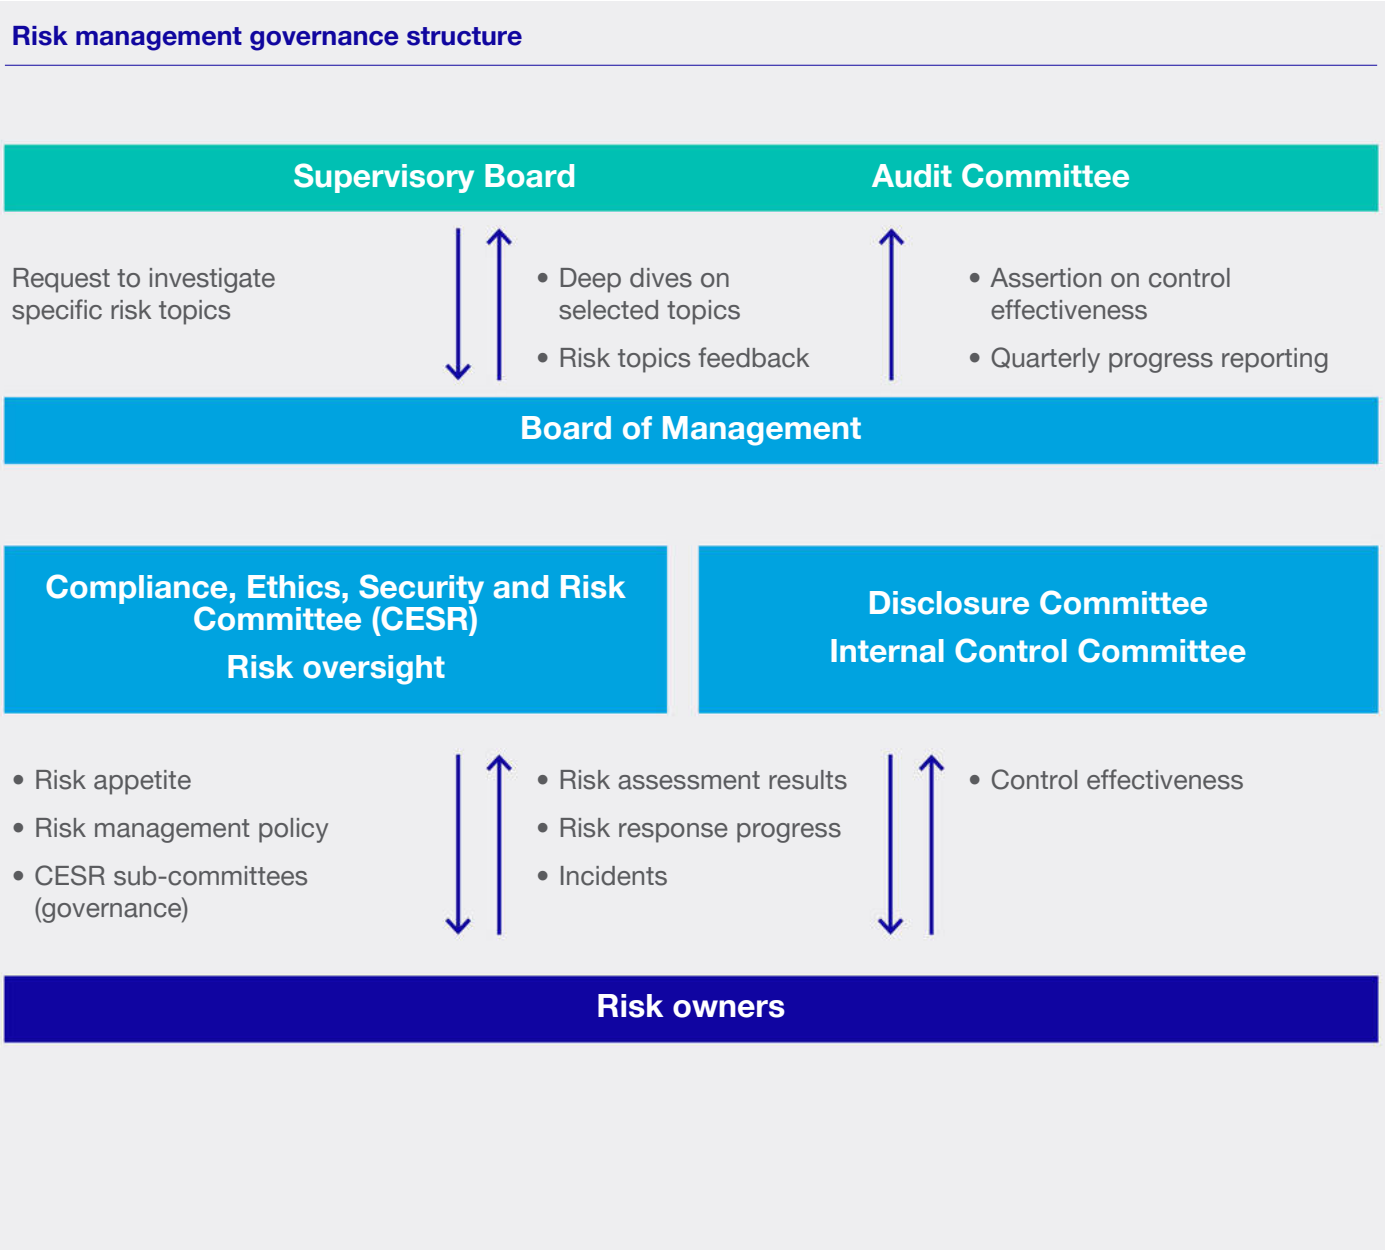 Risk management governance structure
Supervisory Board
Audit Committee
Request to investigate
specific risk topics
• Deep dives on
selected topics
• Risk topics feedback
• Assertion on control
effectiveness
• Quarterly progress reporting
Board of Management
Compliance, Ethics, Security and Risk
Committee (CESR)
Risk oversight
Disclosure Committee
Internal Control Committee
• Risk appetite
• Risk management policy
• CESR sub-committees
(governance)
• Risk assessment results
• Risk response progress
• Incidents
• Control effectiveness
Risk owners